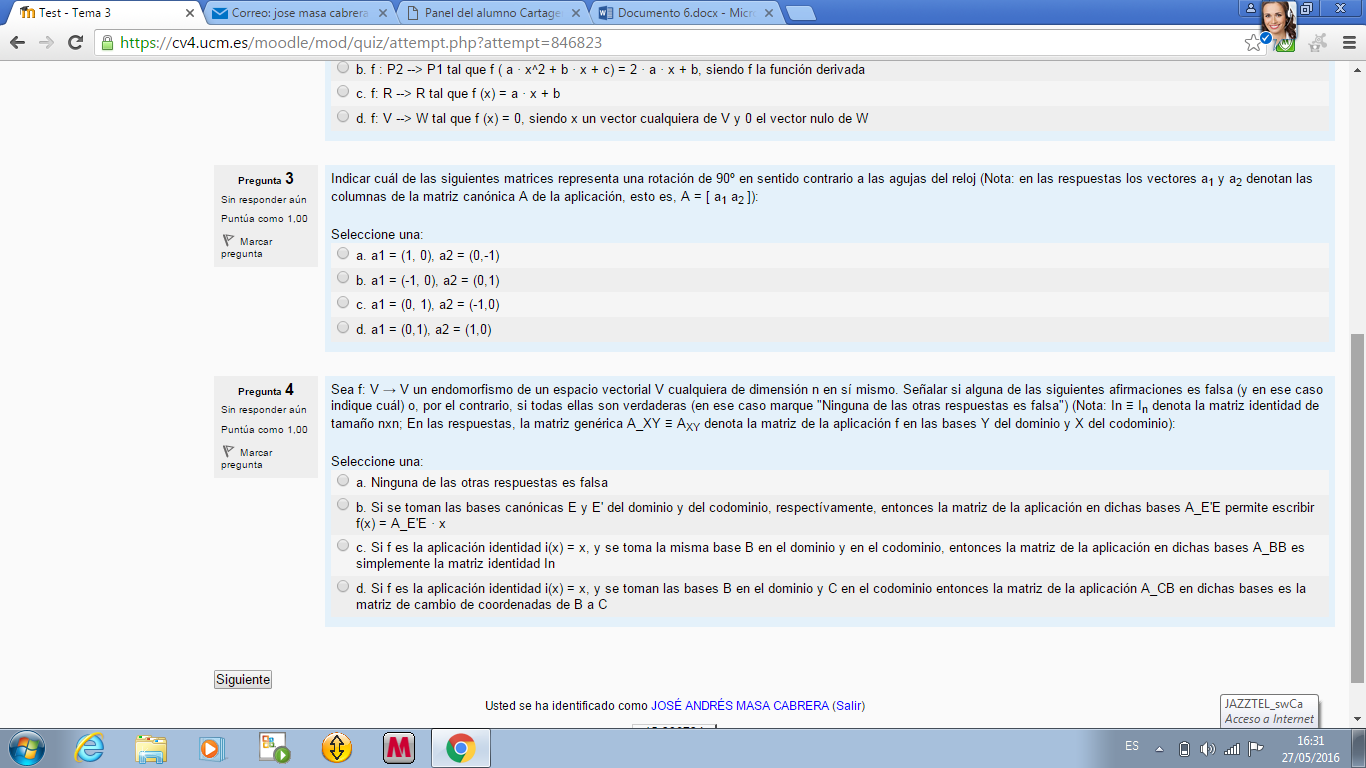 Test - Tema 3
Correo: jose masa cabrera
Panel del alumno Cartage
Documento 6.docx - Micr
https://cv4.ucm.es/moodle/mod/quiz/attempt.php?attempt=846823
b. f : P2 --> P1 tal que f ( a · x^2 + b · x + c) = 2 · a · x + b, siendo f la función derivada
c. f: R --> R tal que f (x) = a · x + b
d. f: V --> W tal que f (x) = 0, siendo x un vector cualquiera de V y 0 el vector nulo de W
Pregunta 3
Sin responder aún
Puntúa como 1,00
Marcar
pregunta
Indicar cuál de las siguientes matrices representa una rotación de 90º en sentido contrario a las agujas del reloj (Nota: en las respuestas los vectores a1 y a2 denotan las
columnas de la matriz canónica A de la aplicación, esto es, A = [ a1 a2 ]):
Seleccione una:
a. a1 = (1, 0), a2 = (0,-1)
b. a1 = (-1, 0), a2 = (0,1)
c. a1 = (0, 1), a2 = (-1,0)
d. a1 = (0,1), a2 = (1,0)
Pregunta 4
Sin responder aún
Puntúa como 1,00
Marcar
pregunta
Sea f: V → V un endomorfismo de un espacio vectorial V cualquiera de dimensión n en sí mismo. Señalar si alguna de las siguientes afirmaciones es falsa (y en ese caso
indique cuál) o, por el contrario, si todas ellas son verdaderas (en ese caso marque "Ninguna de las otras respuestas es falsa") (Nota: In ≡ In denota la matriz identidad de
tamaño nxn; En las respuestas, la matriz genérica A_XY ≡ AXY denota la matriz de la aplicación f en las bases Y del dominio y X del codominio):
Seleccione una:
a. Ninguna de las otras respuestas es falsa
b. Si se toman las bases canónicas E y E' del dominio y del codominio, respectívamente, entonces la matriz de la aplicación en dichas bases A_E'E permite escribir
f(x) = A_E'E · x
c. Si f es la aplicación identidad i(x) = x, y se toma la misma base B en el dominio y en el codominio, entonces la matriz de la aplicación en dichas bases A_BB es
simplemente la matriz identidad In
d. Si f es la aplicación identidad i(x) = x, y se toman las bases B en el dominio y C en el codominio entonces la matriz de la aplicación A_CB en dichas bases es la
matriz de cambio de coordenadas de B a C
Siguiente
Usted se ha identificado como JOSÉ ANDRÉS MASA CABRERA (Salir)
JAZZTEL_swCa
Acceso a Internet
ES
16:31
27/05/2016